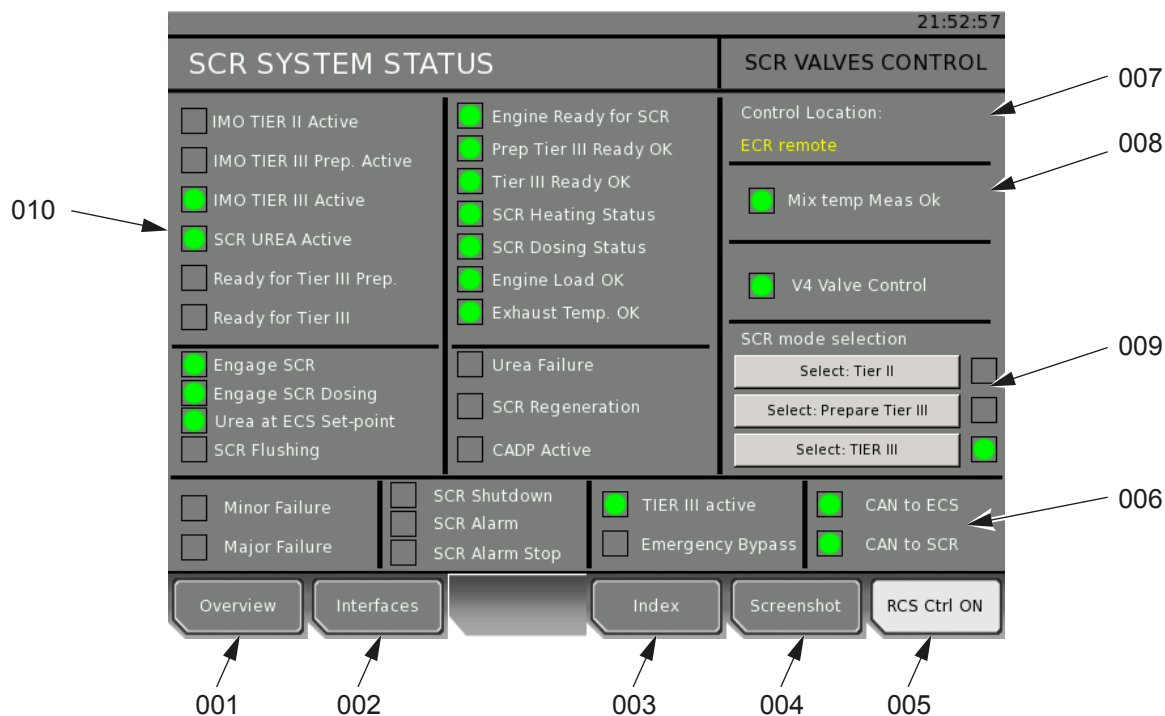 21:52:57
SCR SYSTEM STATUS
SCR VALVES CONTROL
IMO TIER II Active
IMO TIER III Prep. Active
IMO TIER III Active
SCR UREA Active
Ready for Tier III Prep.
Ready for Tier III
Engine Ready for SCR
Prep Tier III Ready OK
Tier III Ready OK
SCR Heating Status
SCR Dosing Status
Engine Load OK
Exhaust Temp. OK
Control Location:
ECR remote
Mix temp Meas Ok
V4 Valve Control
Engage SCR
Engage SCR Dosing
Urea at ECS Set-point
SCR Flushing
Urea Failure
SCR Regeneration
CADP Active
SCR mode selection
Select: Tier II
Select: Prepare Tier III
Select: TIER III
Minor Failure
Major Failure
SCR Shutdown
SCR Alarm
SCR Alarm Stop
TIER III active
Emergency Bypass
CAN to ECS
CAN to SCR
Overview
Interfaces
Index
Screenshot
RCS Ctrl ON
007
008
010
009
006
001
002
003
004
005